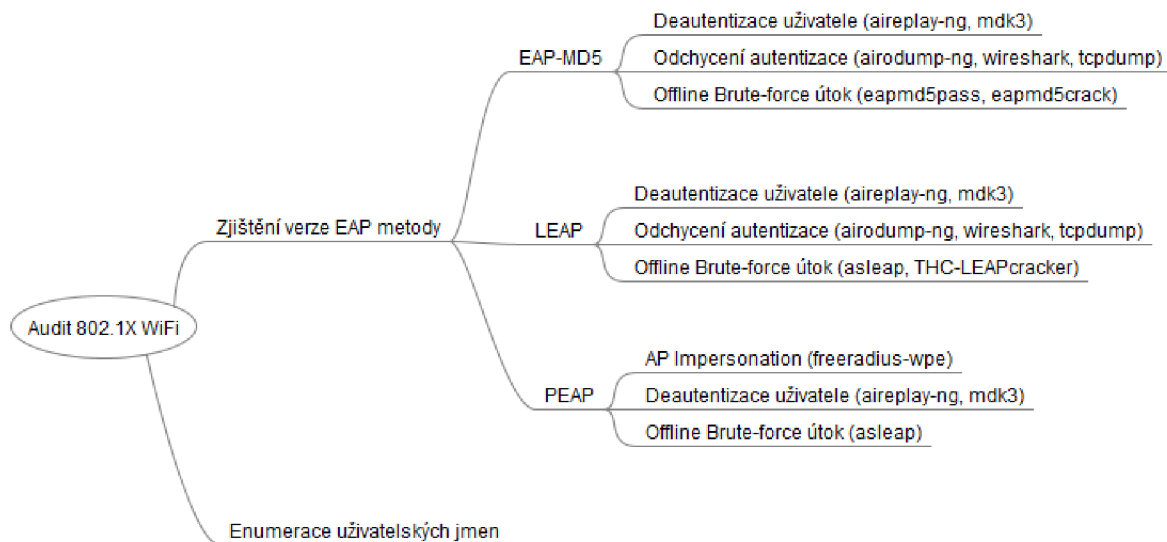 Audit 802.1X WiFi
Zjištění verze EAP metody
EAP-MD5
Deautentizace uživatele (aireplay-ng, mdk3)
Odchycení autentizace (airodump-ng, wireshark, tcpdump)
Offline Brute-force útok (eapmd5pass, eapmd5crack)
LEAP
Deautentizace uživatele (aireplay-ng, mdk3)
Odchycení autentizace (airodump-ng, wireshark, tcpdump)
Offline Brute-force útok (asleap, THC-LEAPcracker)
PEAP
AP Impersonation (freeradius-wpe)
Deautentizace uživatele (aireplay-ng, mdk3)
Offline Brute-force útok (asleap)
Enumerace uživatelských jmen